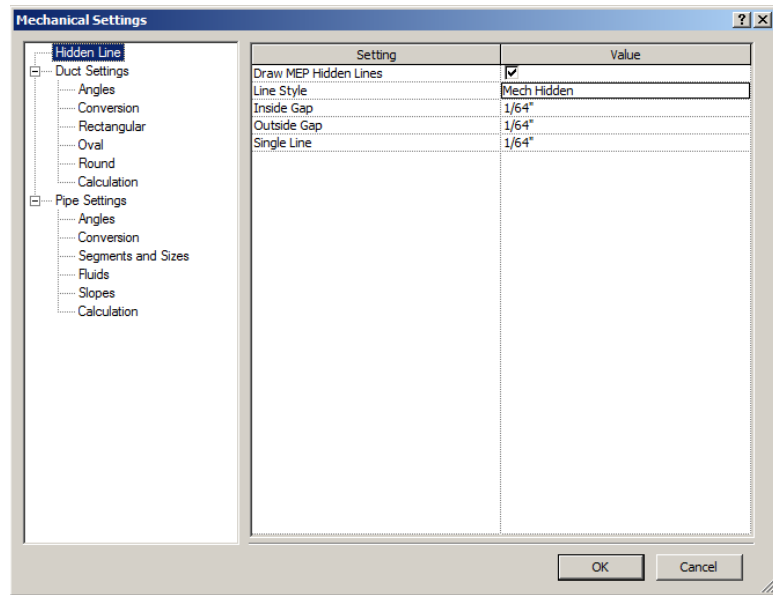 Mechanical Settings
Hidden Line
Duct Settings
Angles
Conversion
Rectangular
Oval
Round
Calculation
Pipe Settings
Angles
Conversion
Segments and Sizes
Fluids
Slopes
Calculation
Setting Value
Draw MEP Hidden Lines
Line Style Mech Hidden
Inside Gap 1/64"
Outside Gap 1/64"
Single Line 1/64"
OK Cancel